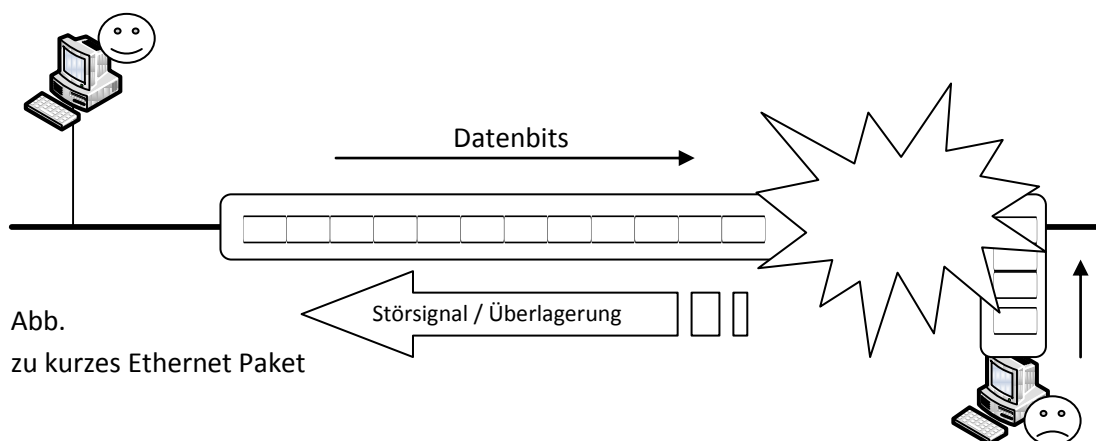 Datenbits
Störsignal / Überlagerung
Abb.
zu kurzes Ethernet Paket